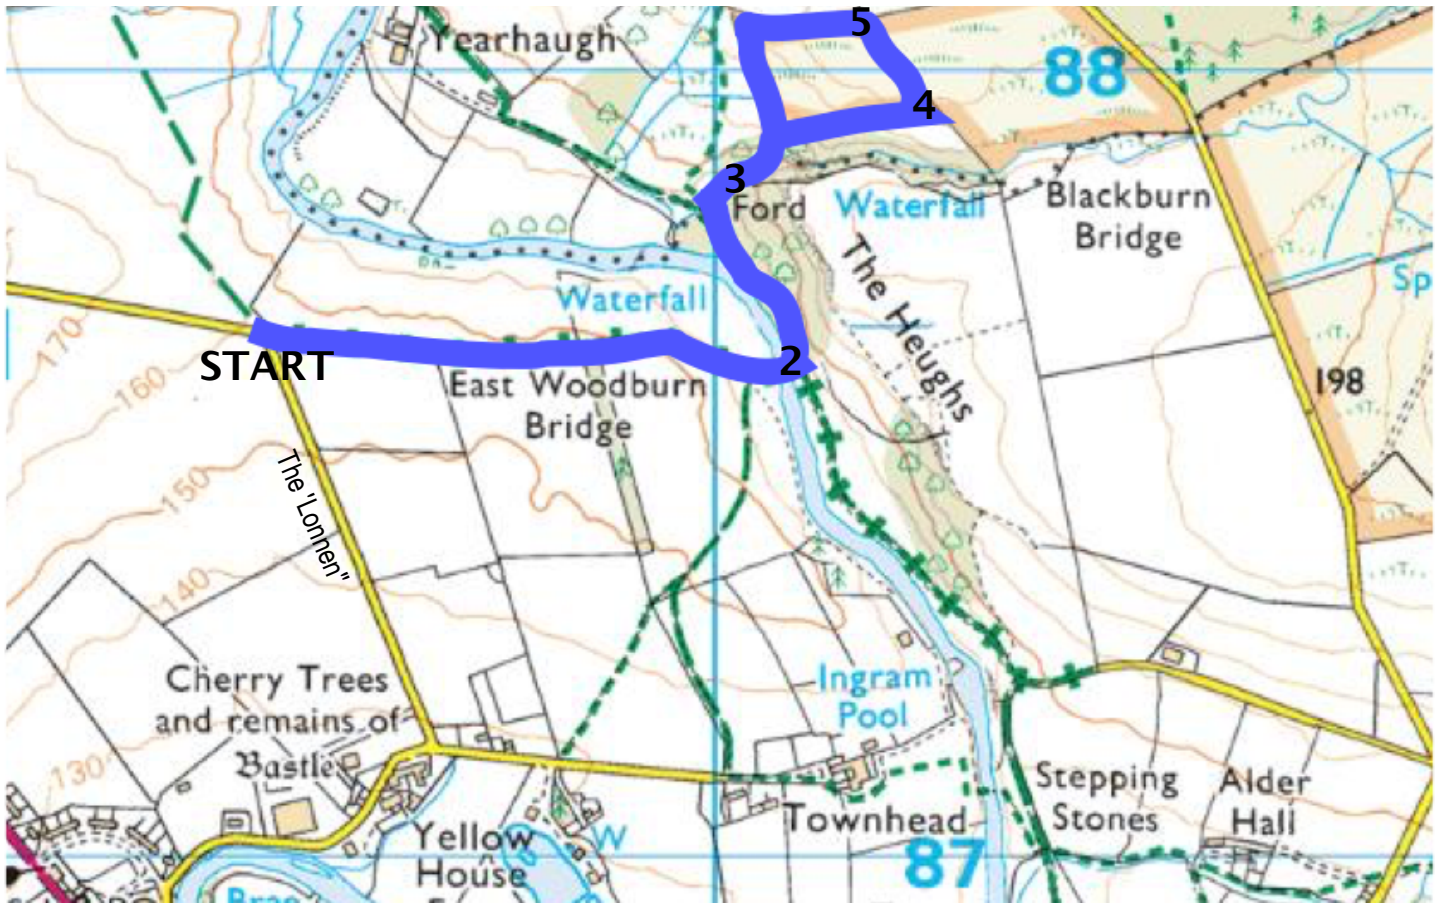 Yearhaugh
5
88
4
3
Ford
Waterfall
Blackburn
Bridge
The Heughs
Sp
Waterfall
170
START
2
160
East Woodburn
Bridge
198
150
The 'Lonnen"
140
Ingram
Pool
Cherry Trees
and remains of
Bastle
130
Stepping
Stones
Alder
Hall
Townhead
Yellow
House
W
87